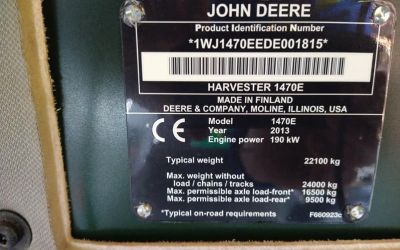 JOHN DEERE
Product Identification Number
*1WJ1470EEDE001815*
HARVESTER 1470E
MADE IN FINLAND
DEERE & COMPANY, MOLINE, ILLINOIS, USA
CE
Model 1470E
Year 2013
Engine power 190 kW
Typical weight 22100 kg
Max. weight without
load / chains / tracks 24000 kg
Max. permissible axle load-front* 16500 kg
Max. permissible axle load-rear* 9500 kg
*Typical on-road requirements F660923c